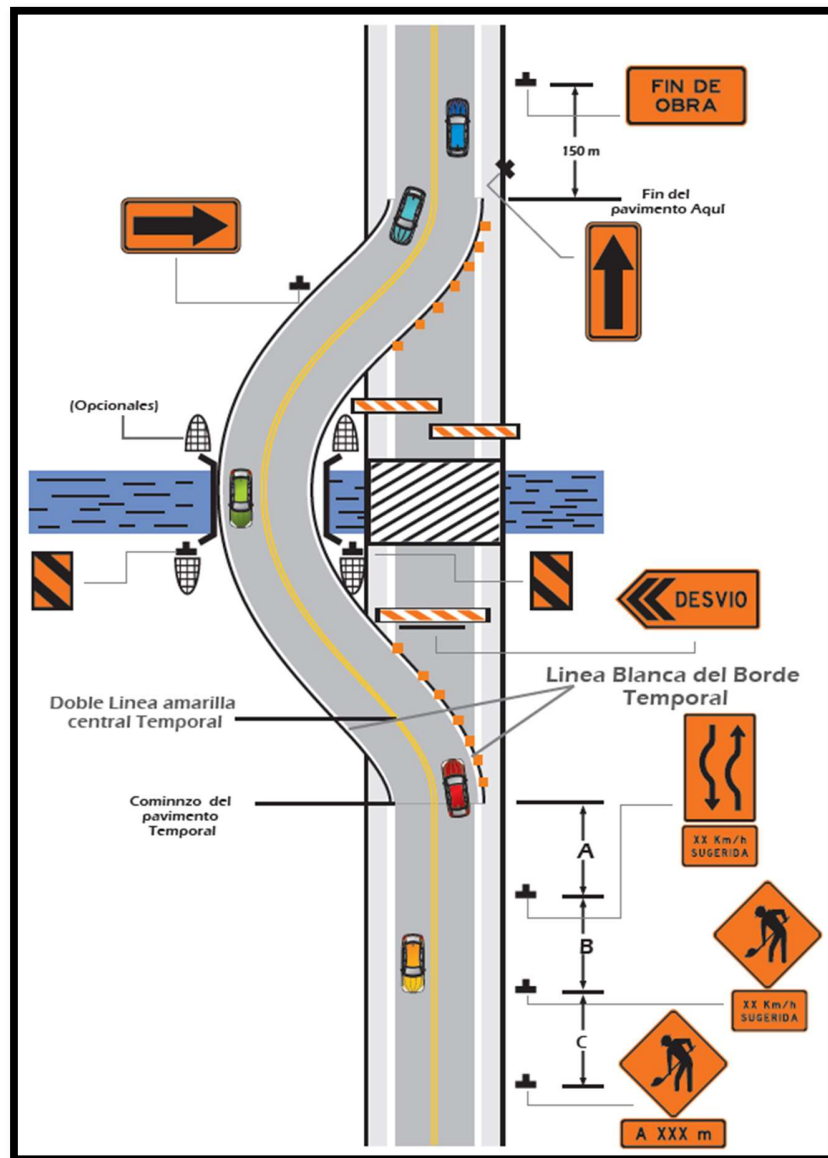 FIN DE
OBRA
150 m
Fin del
pavimento Aquí
(Opcionales)
DESVIO
Linea Blanca del Borde
Temporal
Doble Linea amarilla
central Temporal
Cominnzo del
pavimento
Temporal
A
XX Km/h
SUGERIDA
B
XX Km/h
SUGERIDA
C
A XXX m